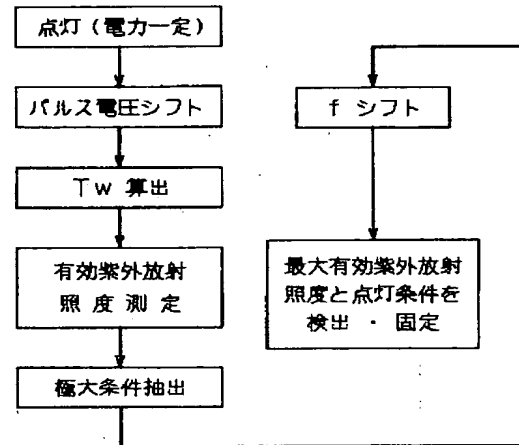 点灯(電力一定)
パルス電圧シフト
Tw 算出
有効紫外放射
照度測定
極大条件抽出
f シフト
最大有効紫外放射
照度と点灯条件を
検出・固定